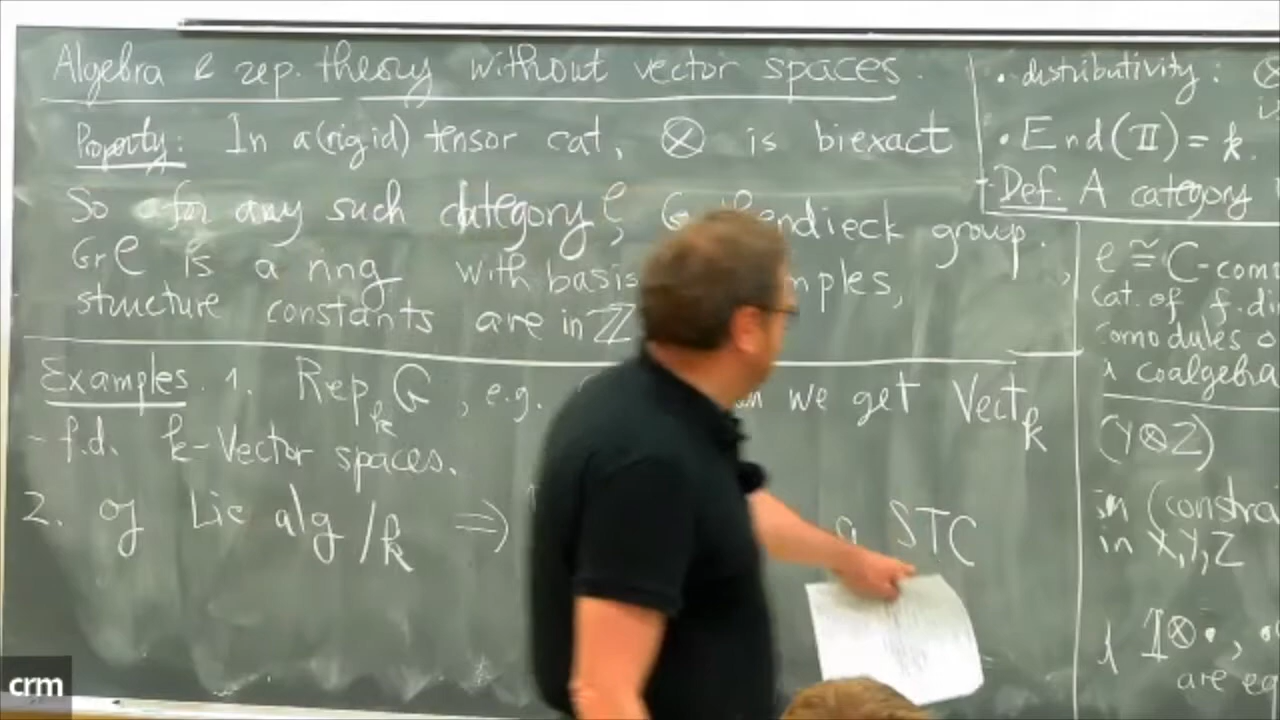 Algebra & rep. theory without vector spaces.
Property: In a (rigid) tensor cat, ⊗ is biexact
So for any such category C, G endieck group.
Gr C is a ring with basis mples,
structure constants are in Z
Examples. 1. Rep_k G, e.g. we get Vect_k
- f.d. k-Vector spaces.
2. g Lie alg /k ⇒ a STC
• distributivity: ⊗
• End(1) = k.
Def. A category
C ≅ C-com
Cat. of f. di
comodules o
a coalgebra
(Y⊗Z)
in (constra
in X,Y,Z
1⊗•,
are eq
crm